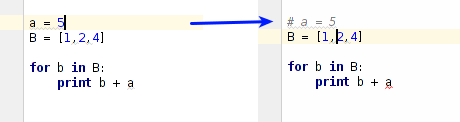 a = 5
B = [1,2,4]
for b in B:
    print b + a
# a = 5
B = [1,2,4]
for b in B:
    print b + a